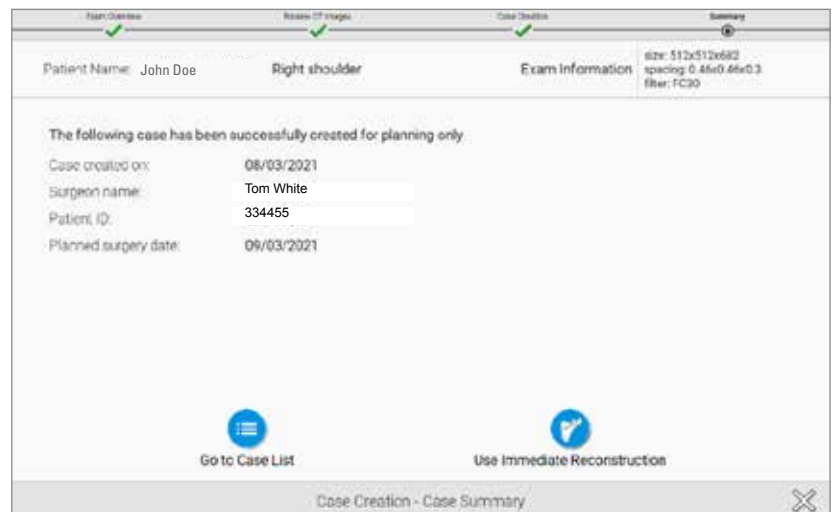 Exam Overview
Review CT Images
Case Creation
Summary
Patient Name: John Doe
Right shoulder
Exam Information
size: 512x512x682
spacing: 0.46x0.46x0.3
filter: FC30
The following case has been successfully created for planning only
Case created on: 08/03/2021
Surgeon name: Tom White
Patient ID: 334455
Planned surgery date: 09/03/2021
Go to Case List
Use Immediate Reconstruction
Case Creation - Case Summary